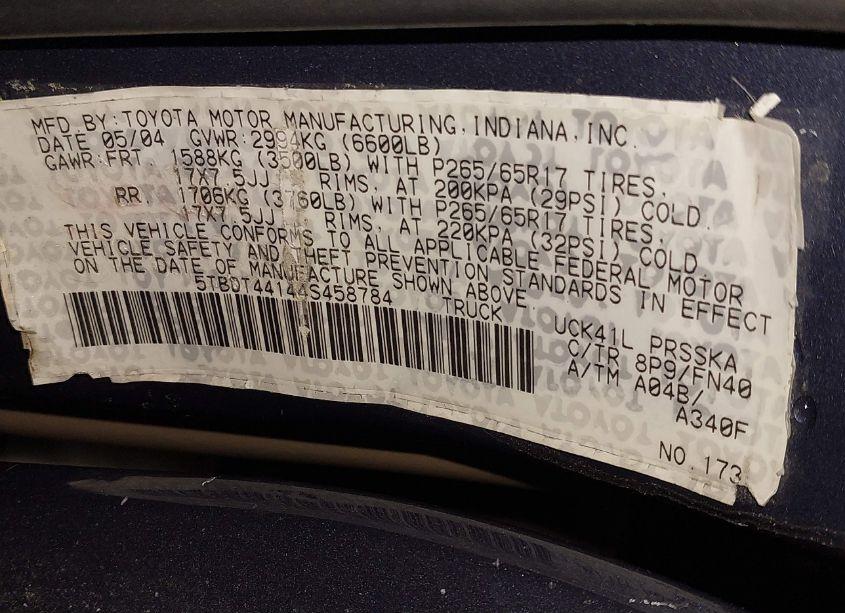 MFD BY: TOYOTA MOTOR MANUFACTURING, INDIANA, INC.
DATE 05/04 GVWR: 2994KG (6600LB)
GAWR: FRT. 1588KG (3500LB) WITH P265/65R17 TIRES,
17X7.5JJ RIMS, AT 200KPA (29PSI) COLD.
RR. 1706KG (3760LB) WITH P265/65R17 TIRES,
17X7.5JJ RIMS, AT 220KPA (32PSI) COLD.
THIS VEHICLE CONFORMS TO ALL APPLICABLE FEDERAL MOTOR
VEHICLE SAFETY AND THEFT PREVENTION STANDARDS IN EFFECT
ON THE DATE OF MANUFACTURE SHOWN ABOVE.
TRUCK
UCK41L PRSSKA
C/TR 8P9/FN40
A/TM A04B/
A340F
NO. 173